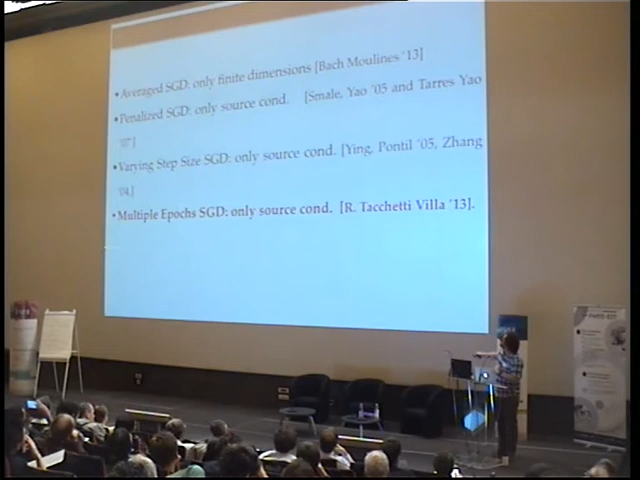 • Averaged SGD: only finite dimensions [Bach Moulines '13]
• Penalized SGD: only source cond. [Smale, Yao '05 and Tarres Yao
'07]
• Varying Step Size SGD: only source cond. [Ying, Pontil '05, Zhang
'04]
• Multiple Epochs SGD: only source cond. [R. Tacchetti Villa '13].